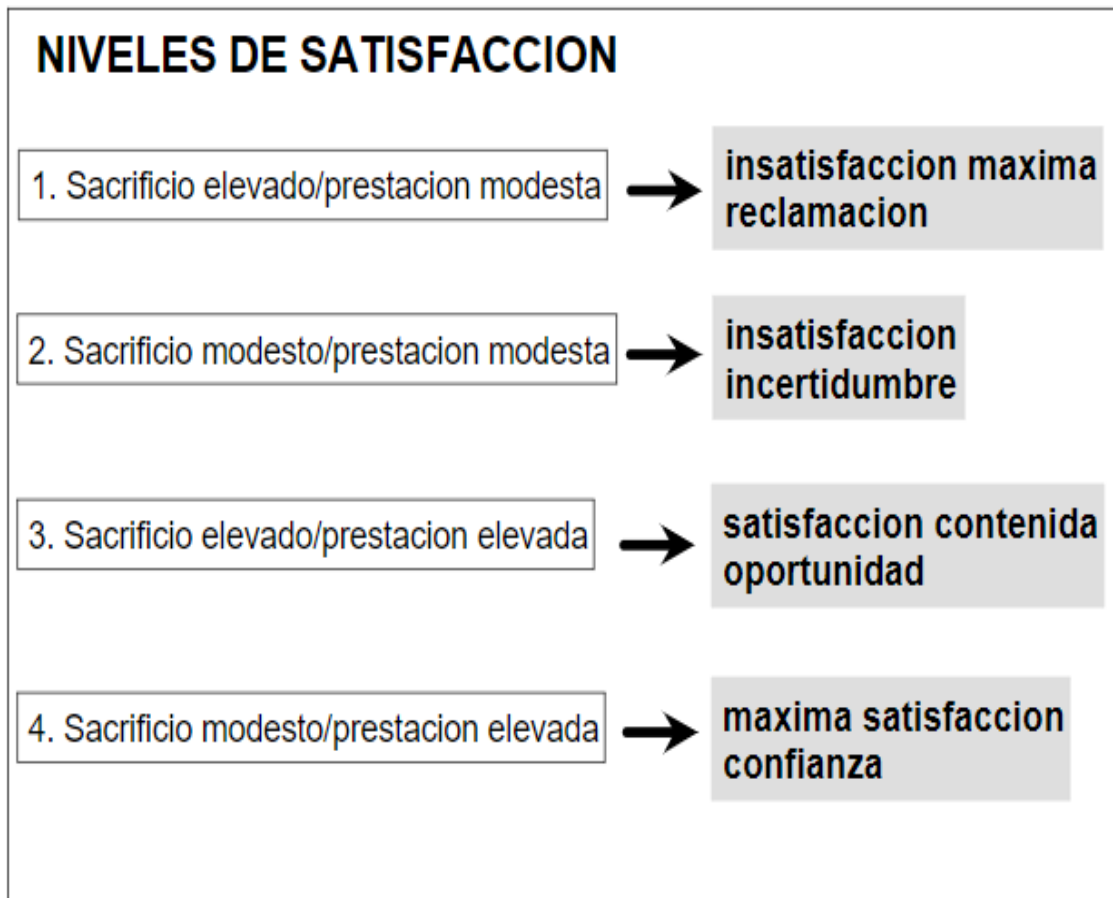 NIVELES DE SATISFACCION
1. Sacrificio elevado/prestacion modesta
insatisfaccion maxima
reclamacion
2. Sacrificio modesto/prestacion modesta
insatisfaccion
incertidumbre
3. Sacrificio elevado/prestacion elevada
satisfaccion contenida
oportunidad
4. Sacrificio modesto/prestacion elevada
maxima satisfaccion
confianza